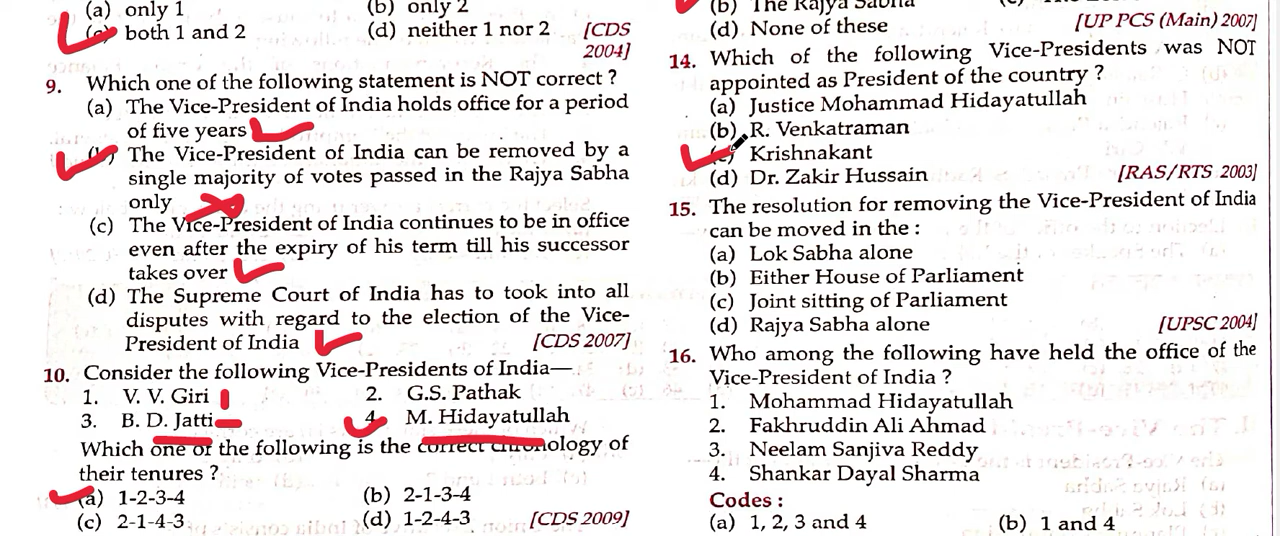 (a) only 1 (b) only 2
(c) both 1 and 2 (d) neither 1 nor 2 [CDS
2004]
9. Which one of the following statement is NOT correct ?
(a) The Vice-President of India holds office for a period
of five years
(b) The Vice-President of India can be removed by a
single majority of votes passed in the Rajya Sabha
only
(c) The Vice-President of India continues to be in office
even after the expiry of his term till his successor
takes over
(d) The Supreme Court of India has to took into all
disputes with regard to the election of the Vice-
President of India [CDS 2007]
10. Consider the following Vice-Presidents of India—
1. V. V. Giri 2. G.S. Pathak
3. B. D. Jatti 4. M. Hidayatullah
Which one of the following is the correct chronology of
their tenures ?
(a) 1-2-3-4 (b) 2-1-3-4
(c) 2-1-4-3 (d) 1-2-4-3 [CDS 2009]
(b) The Rajya Sabha
(d) None of these [UP PCS (Main) 2007]
14. Which of the following Vice-Presidents was NOT
appointed as President of the country ?
(a) Justice Mohammad Hidayatullah
(b) R. Venkatraman
(c) Krishnakant
(d) Dr. Zakir Hussain [RAS/RTS 2003]
15. The resolution for removing the Vice-President of India
can be moved in the :
(a) Lok Sabha alone
(b) Either House of Parliament
(c) Joint sitting of Parliament
(d) Rajya Sabha alone [UPSC 2004]
16. Who among the following have held the office of the
Vice-President of India ?
1. Mohammad Hidayatullah
2. Fakhruddin Ali Ahmad
3. Neelam Sanjiva Reddy
4. Shankar Dayal Sharma
Codes :
(a) 1, 2, 3 and 4 (b) 1 and 4